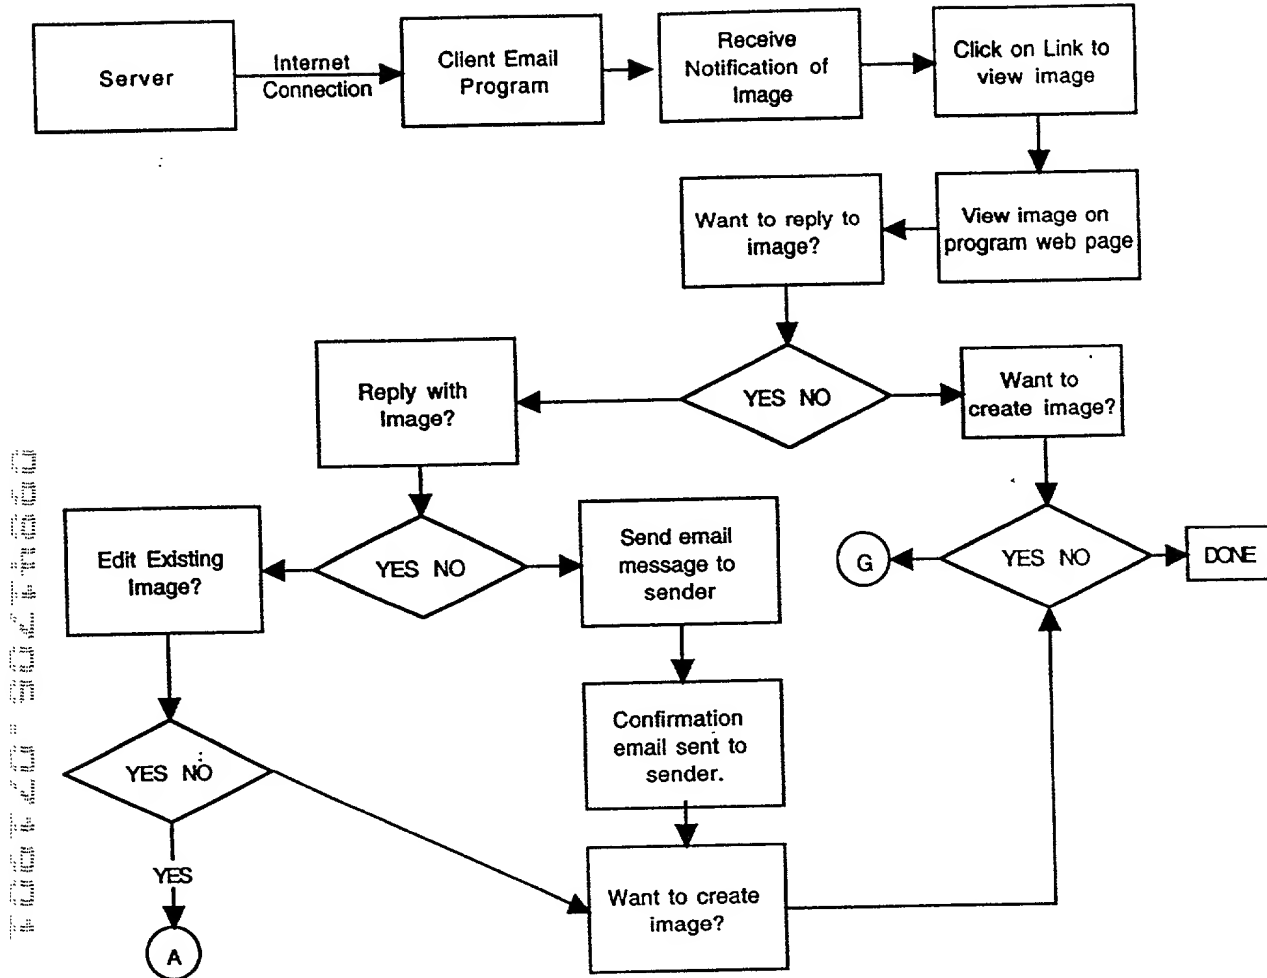 Server
Internet
Connection
Client Email
Program
Receive
Notification of
Image
Click on Link to
view image
Want to reply to
image?
View image on
program web page
Reply with
Image?
YES NO
Want to
create image?
Edit Existing
Image?
YES NO
Send email
message to
sender
G
YES NO
DONE
YES NO
Confirmation
email sent to
sender.
YES
Want to create
image?
A